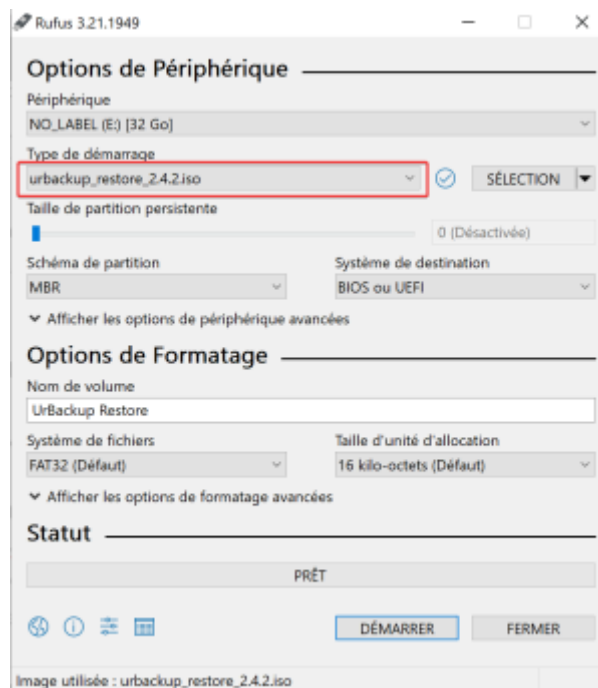 Rufus 3.21.1949
Options de Périphérique
Périphérique
NO_LABEL (E:) [32 Go]
Type de démarrage
urbackup_restore_2.4.2.iso
SÉLECTION
Taille de partition persistente
0 (Désactivée)
Schéma de partition Système de destination
MBR BIOS ou UEFI
Afficher les options de périphérique avancées
Options de Formatage
Nom de volume
UrBackup Restore
Système de fichiers Taille d'unité d'allocation
FAT32 (Défaut) 16 kilo-octets (Défaut)
Afficher les options de formatage avancées
Statut
PRÊT
DÉMARRER FERMER
Image utilisée : urbackup_restore_2.4.2.iso